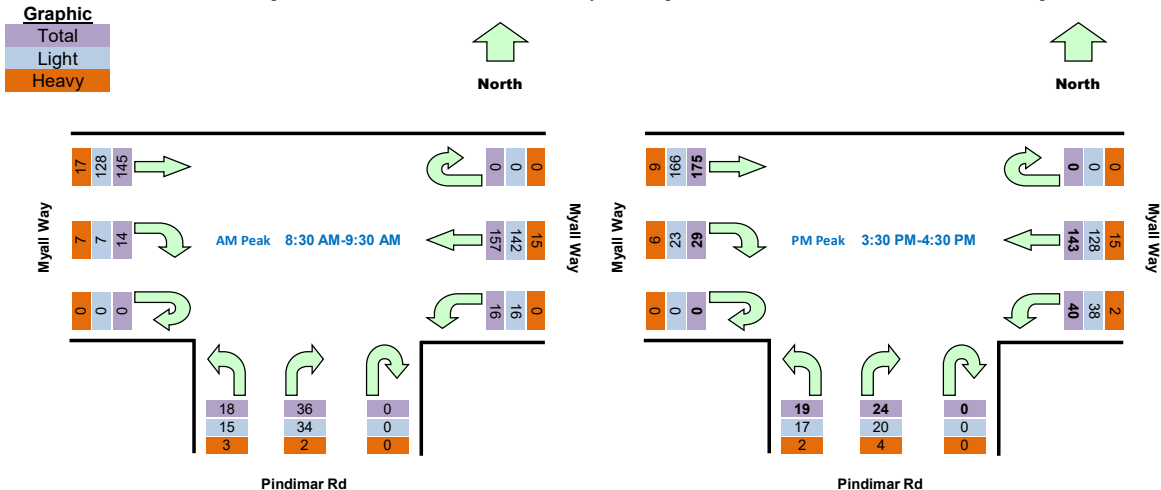 Graphic
Total
Light
Heavy
North
17 128 145
0 0 0
Myall Way
7 7 14
AM Peak 8:30 AM-9:30 AM
157 142 15
Myall Way
0 0 0
16 16 0
18 36 0
15 34 0
3 2 0
Pindimar Rd
North
9 166 175
0 0 0
Myall Way
6 23 29
PM Peak 3:30 PM-4:30 PM
143 128 15
Myall Way
0 0 0
40 38 2
19 24 0
17 20 0
2 4 0
Pindimar Rd